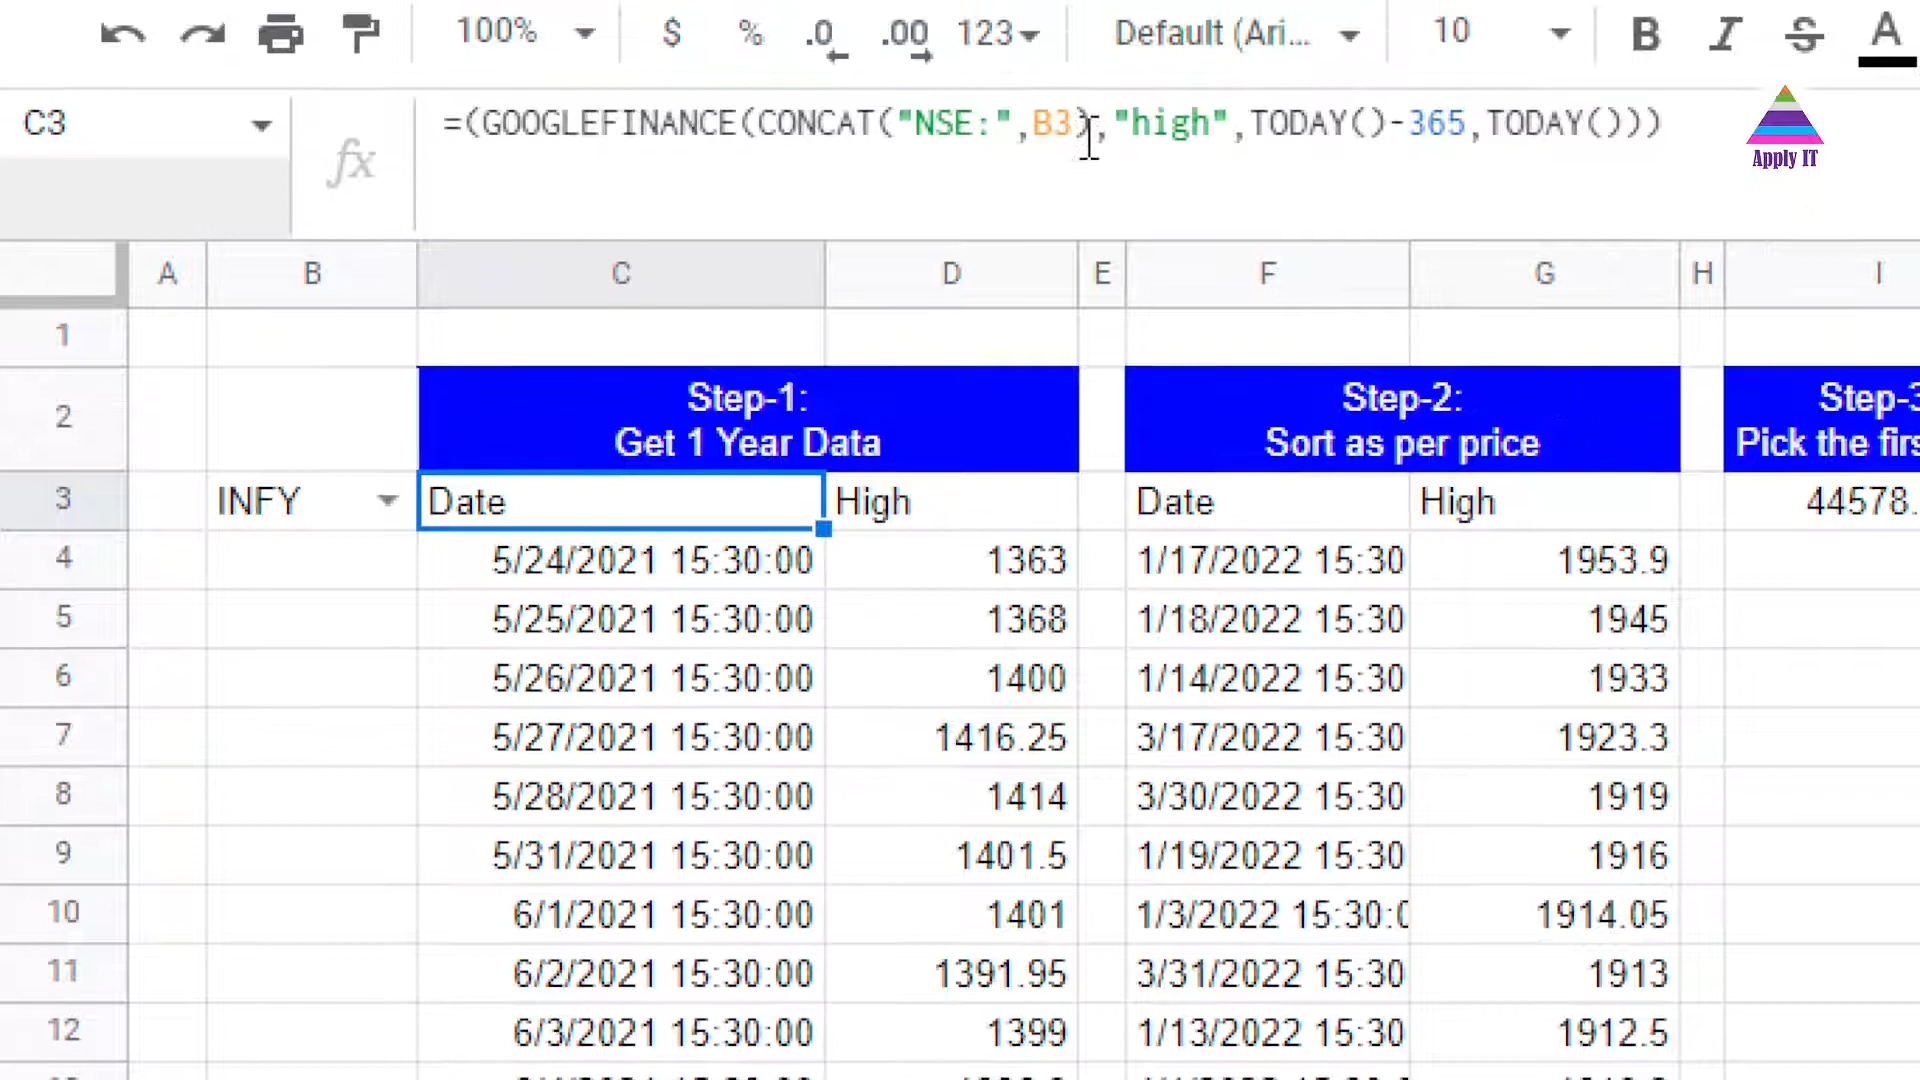 100% $ % .0 .00 123 Default (Ari... 10 B I S A
C3 fx =(GOOGLEFINANCE(CONCAT("NSE:",B3),"high",TODAY()-365,TODAY()))
Apply IT
A B C D E F G H I
1
2 Step-1: Step-2: Step-3
Get 1 Year Data Sort as per price Pick the firs
3 INFY Date High Date High 44578.
4 5/24/2021 15:30:00 1363 1/17/2022 15:30 1953.9
5 5/25/2021 15:30:00 1368 1/18/2022 15:30 1945
6 5/26/2021 15:30:00 1400 1/14/2022 15:30 1933
7 5/27/2021 15:30:00 1416.25 3/17/2022 15:30 1923.3
8 5/28/2021 15:30:00 1414 3/30/2022 15:30 1919
9 5/31/2021 15:30:00 1401.5 1/19/2022 15:30 1916
10 6/1/2021 15:30:00 1401 1/3/2022 15:30:0 1914.05
11 6/2/2021 15:30:00 1391.95 3/31/2022 15:30 1913
12 6/3/2021 15:30:00 1399 1/13/2022 15:30 1912.5